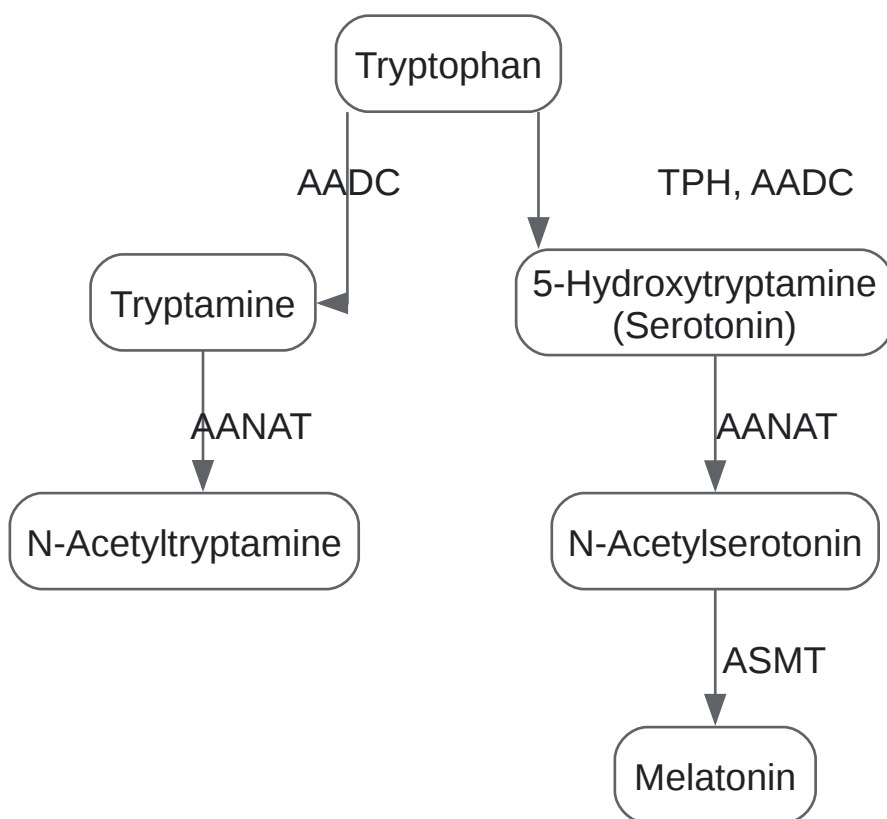 Tryptophan
AADC
TPH, AADC
Tryptamine
5-Hydroxytryptamine
(Serotonin)
AANAT
AANAT
N-Acetyltryptamine
N-Acetylserotonin
ASMT
Melatonin